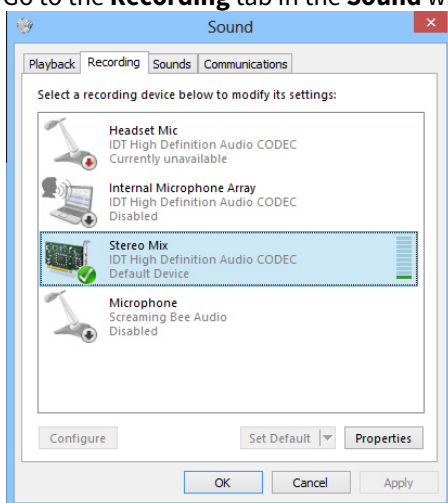 Go to the Recording tab in the Sound w
Sound
Playback Recording Sounds Communications
Select a recording device below to modify its settings:
Headset Mic
IDT High Definition Audio CODEC
Currently unavailable
Internal Microphone Array
IDT High Definition Audio CODEC
Disabled
Stereo Mix
IDT High Definition Audio CODEC
Default Device
Microphone
Screaming Bee Audio
Disabled
Configure Set Default Properties
OK Cancel Apply